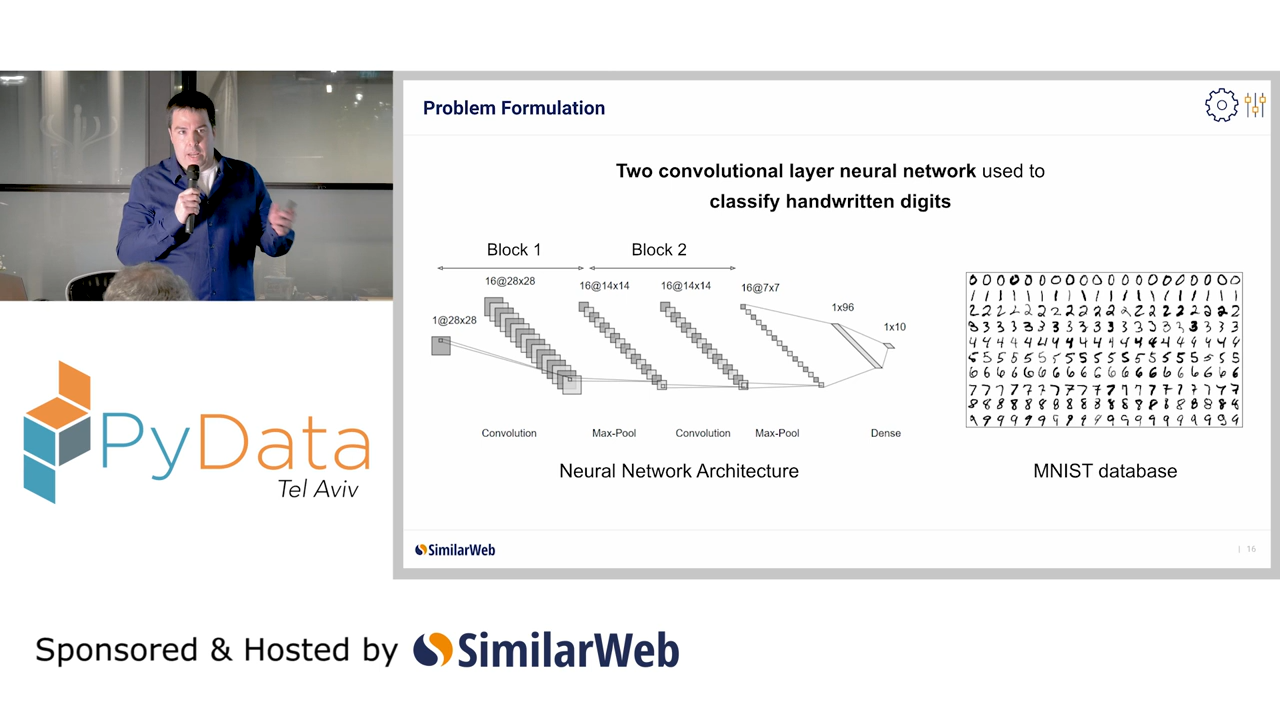 Problem Formulation
Two convolutional layer neural network used to
classify handwritten digits
Block 1
Block 2
16@28x28
16@14x14
16@14x14
16@7x7
1@28x28
1x96
1x10
Convolution
Max-Pool
Convolution
Max-Pool
Dense
Neural Network Architecture
MNIST database
SimilarWeb
| 16
PyData
Tel Aviv
Sponsored & Hosted by SimilarWeb